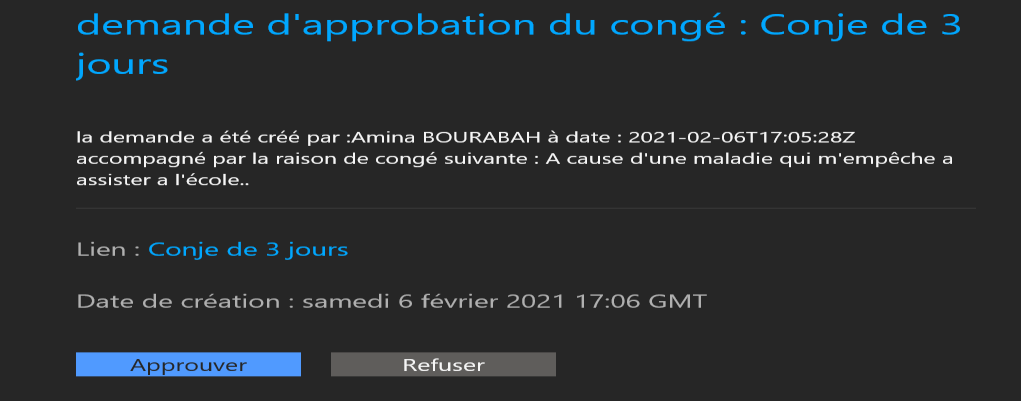 demande d'approbation du congé : Conje de 3
jours
la demande a été créé par :Amina BOURABAH à date : 2021-02-06T17:05:28Z
accompagné par la raison de congé suivante : A cause d'une maladie qui m'empêche a
assister a l'école..
Lien : Conje de 3 jours
Date de création : samedi 6 février 2021 17:06 GMT
Approuver Refuser